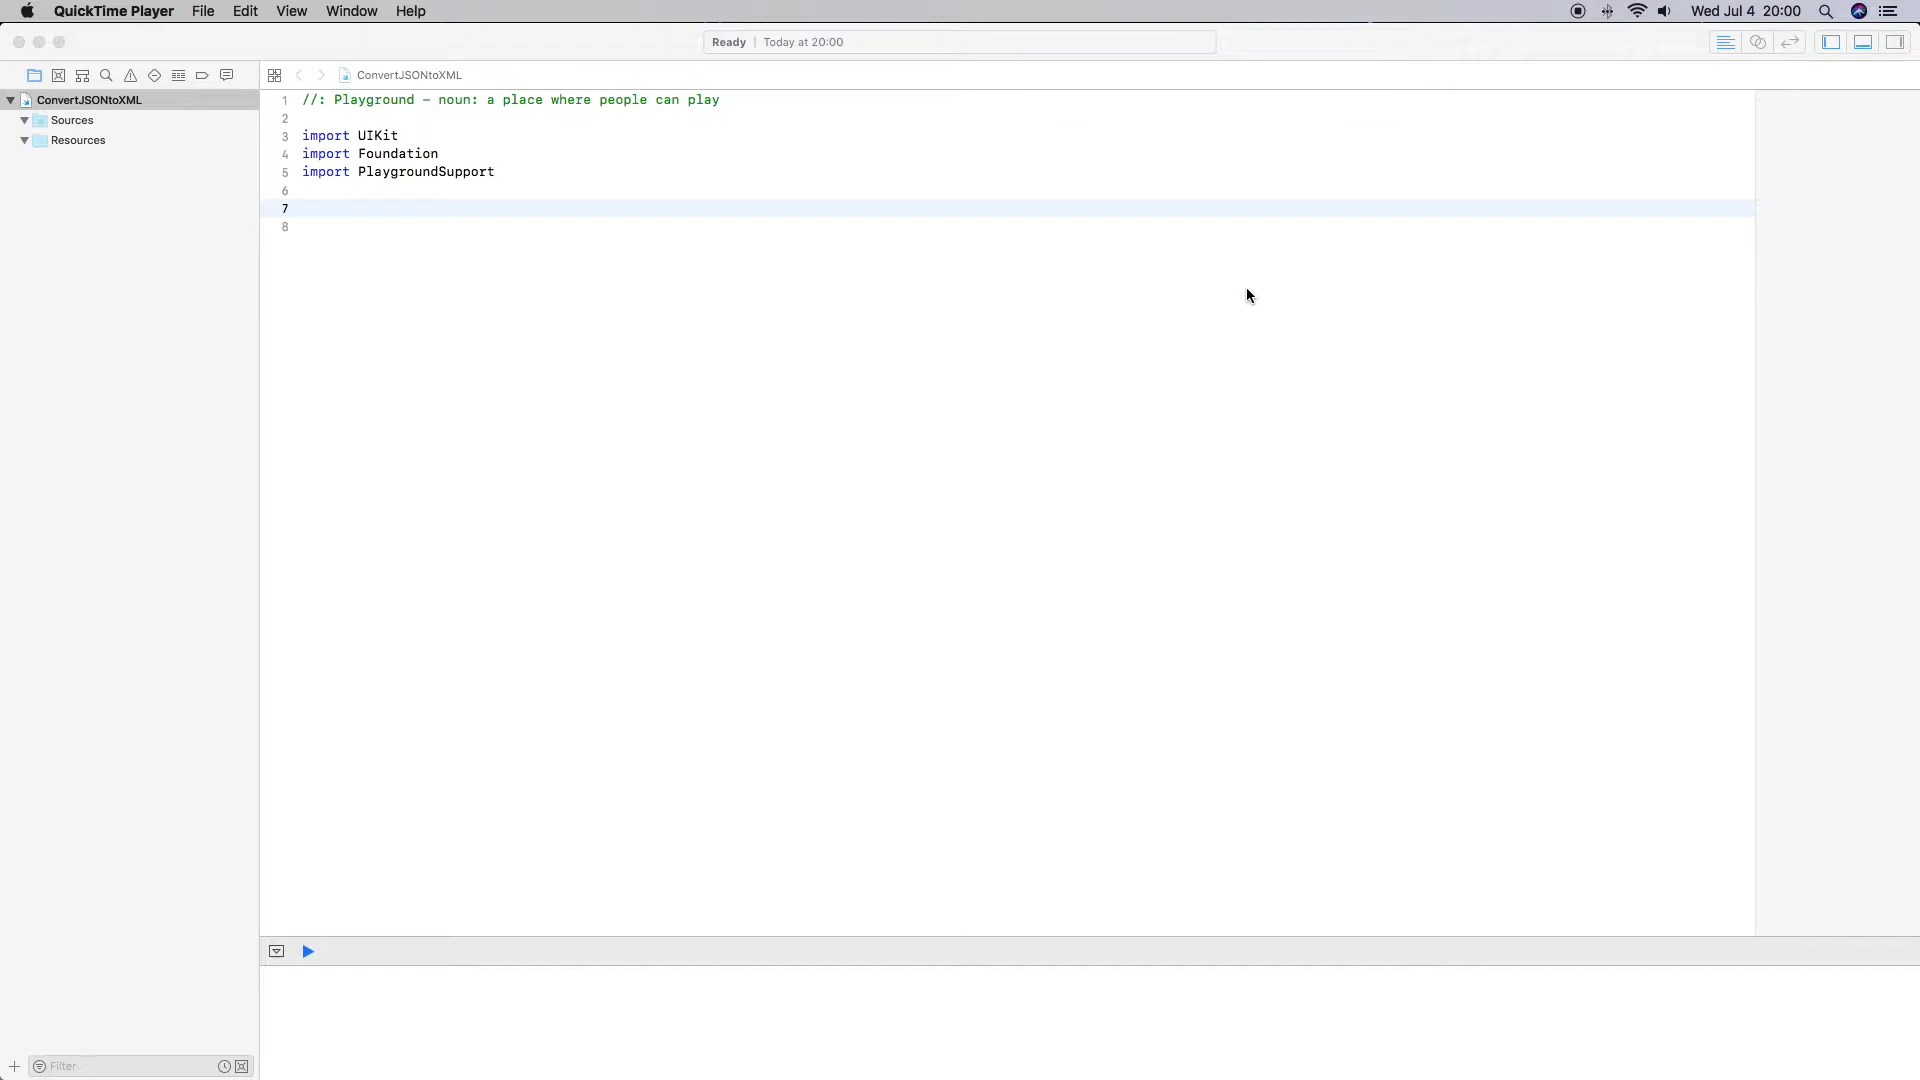 QuickTime Player File Edit View Window Help Wed Jul 4 20:00
Ready | Today at 20:00
ConvertJSONtoXML
ConvertJSONtoXML
Sources
Resources
1 //: Playground - noun: a place where people can play
2
3 import UIKit
4 import Foundation
5 import PlaygroundSupport
6
7
8
Filter